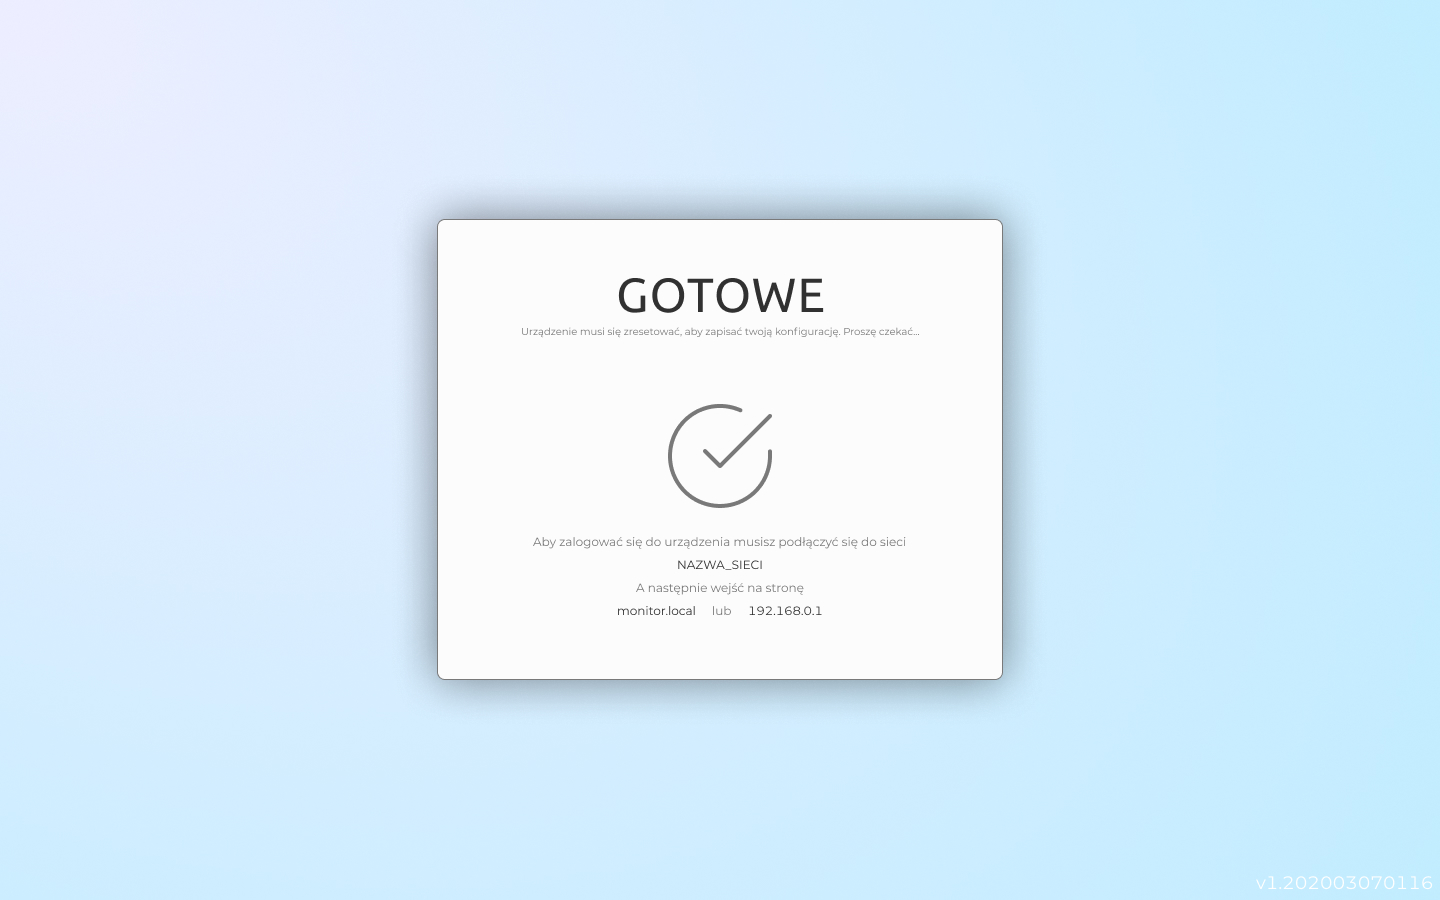 GOTOWE
Urządzenie musi się zresetować, aby zapisać twoją konfigurację. Proszę czekać...
Aby zalogować się do urządzenia musisz podłączyć się do sieci
NAZWA_SIECI
A następnie wejść na stronę
monitor.local lub 192.168.0.1
v1.202003070116